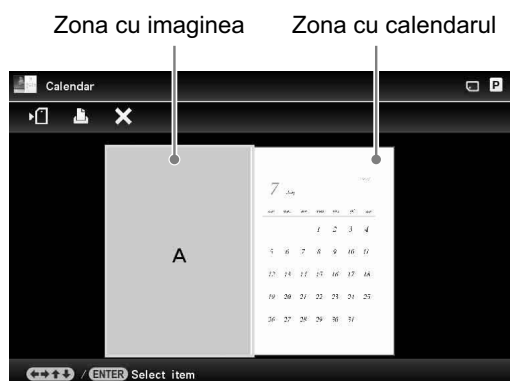 Zona cu imaginea Zona cu calendarul
Calendar P
A
7 July
1 2 3 4
5 6 7 8 9 10 11
12 13 14 15 16 17 18
19 20 21 22 23 24 25
26 27 28 29 30 31
/ ENTER Select item